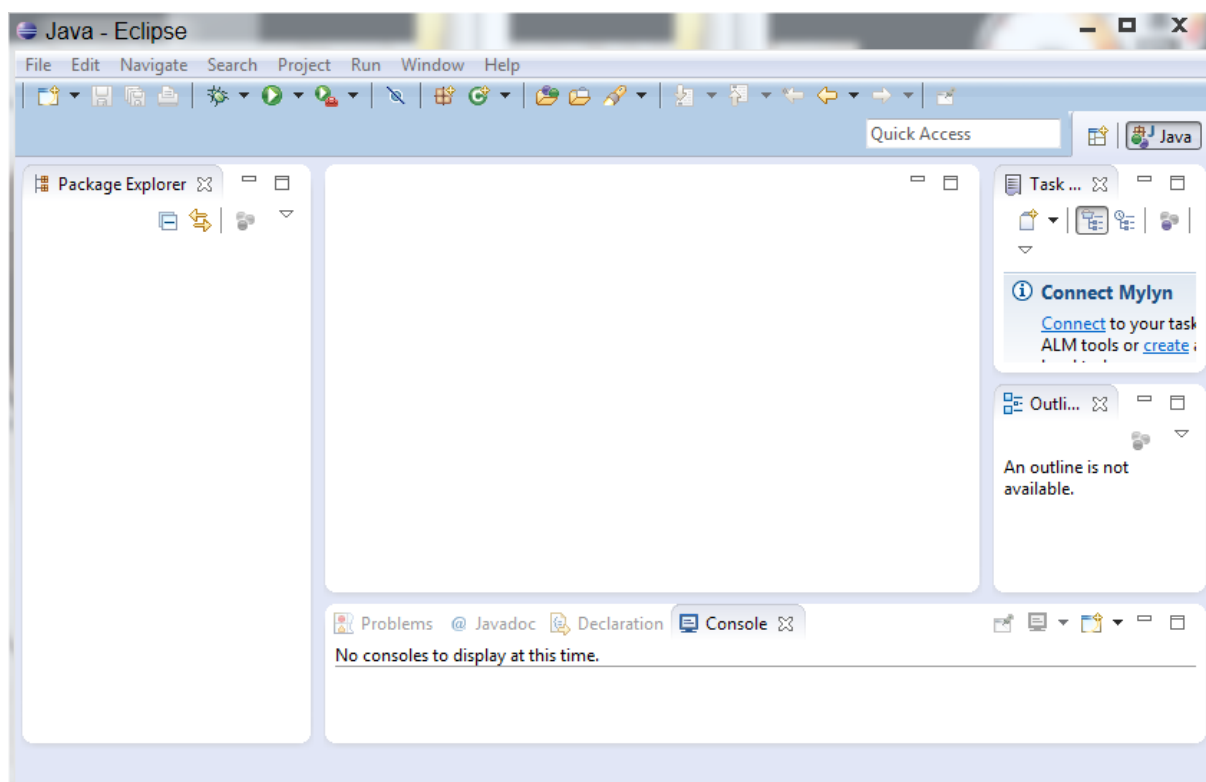 Java - Eclipse
File Edit Navigate Search Project Run Window Help
Quick Access
Java
Package Explorer
Task ...
Connect Mylyn
Connect to your task
ALM tools or create
Outli...
An outline is not
available.
Problems @ Javadoc Declaration Console
No consoles to display at this time.